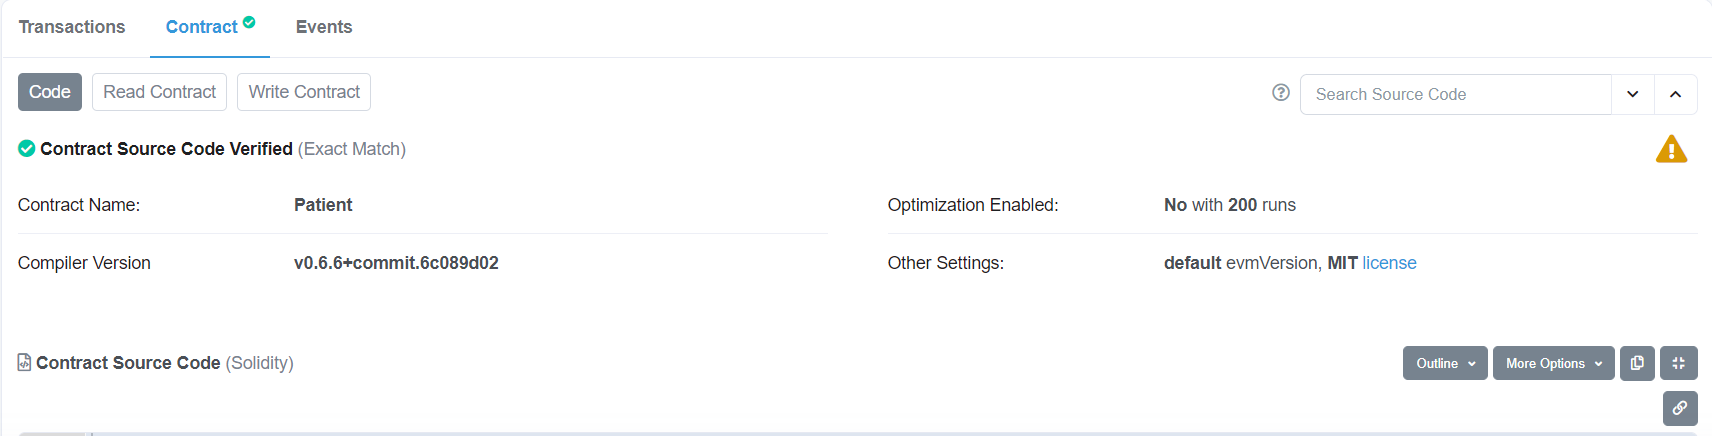 Transactions Contract Events
Code Read Contract Write Contract Search Source Code
Contract Source Code Verified (Exact Match)
Contract Name: Patient Optimization Enabled: No with 200 runs
Compiler Version v0.6.6+commit.6c089d02 Other Settings: default evmVersion, MIT license
Contract Source Code (Solidity) Outline More Options